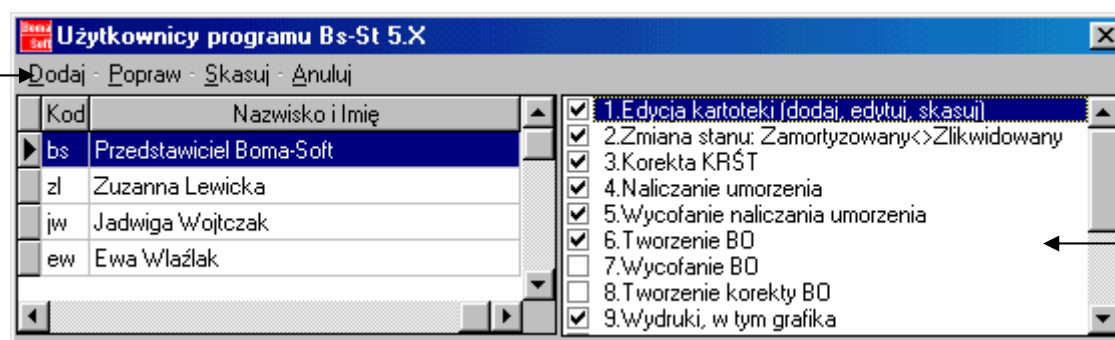 Boma Soft Użytkownicy programu Bs-St 5.X
Dodaj - Popraw - Skasuj - Anuluj
Kod Nazwisko i Imię
bs Przedstawiciel Boma-Soft
zl Zuzanna Lewicka
jw Jadwiga Wojtczak
ew Ewa Wlaźlak
1.Edycja kartoteki (dodaj, edytuj, skasuj)
2.Zmiana stanu: Zamortyzowany<>Zlikwidowany
3.Korekta KRŚT
4.Naliczanie umorzenia
5.Wycofanie naliczania umorzenia
6.Tworzenie BO
7.Wycofanie BO
8.Tworzenie korekty BO
9.Wydruki, w tym grafika